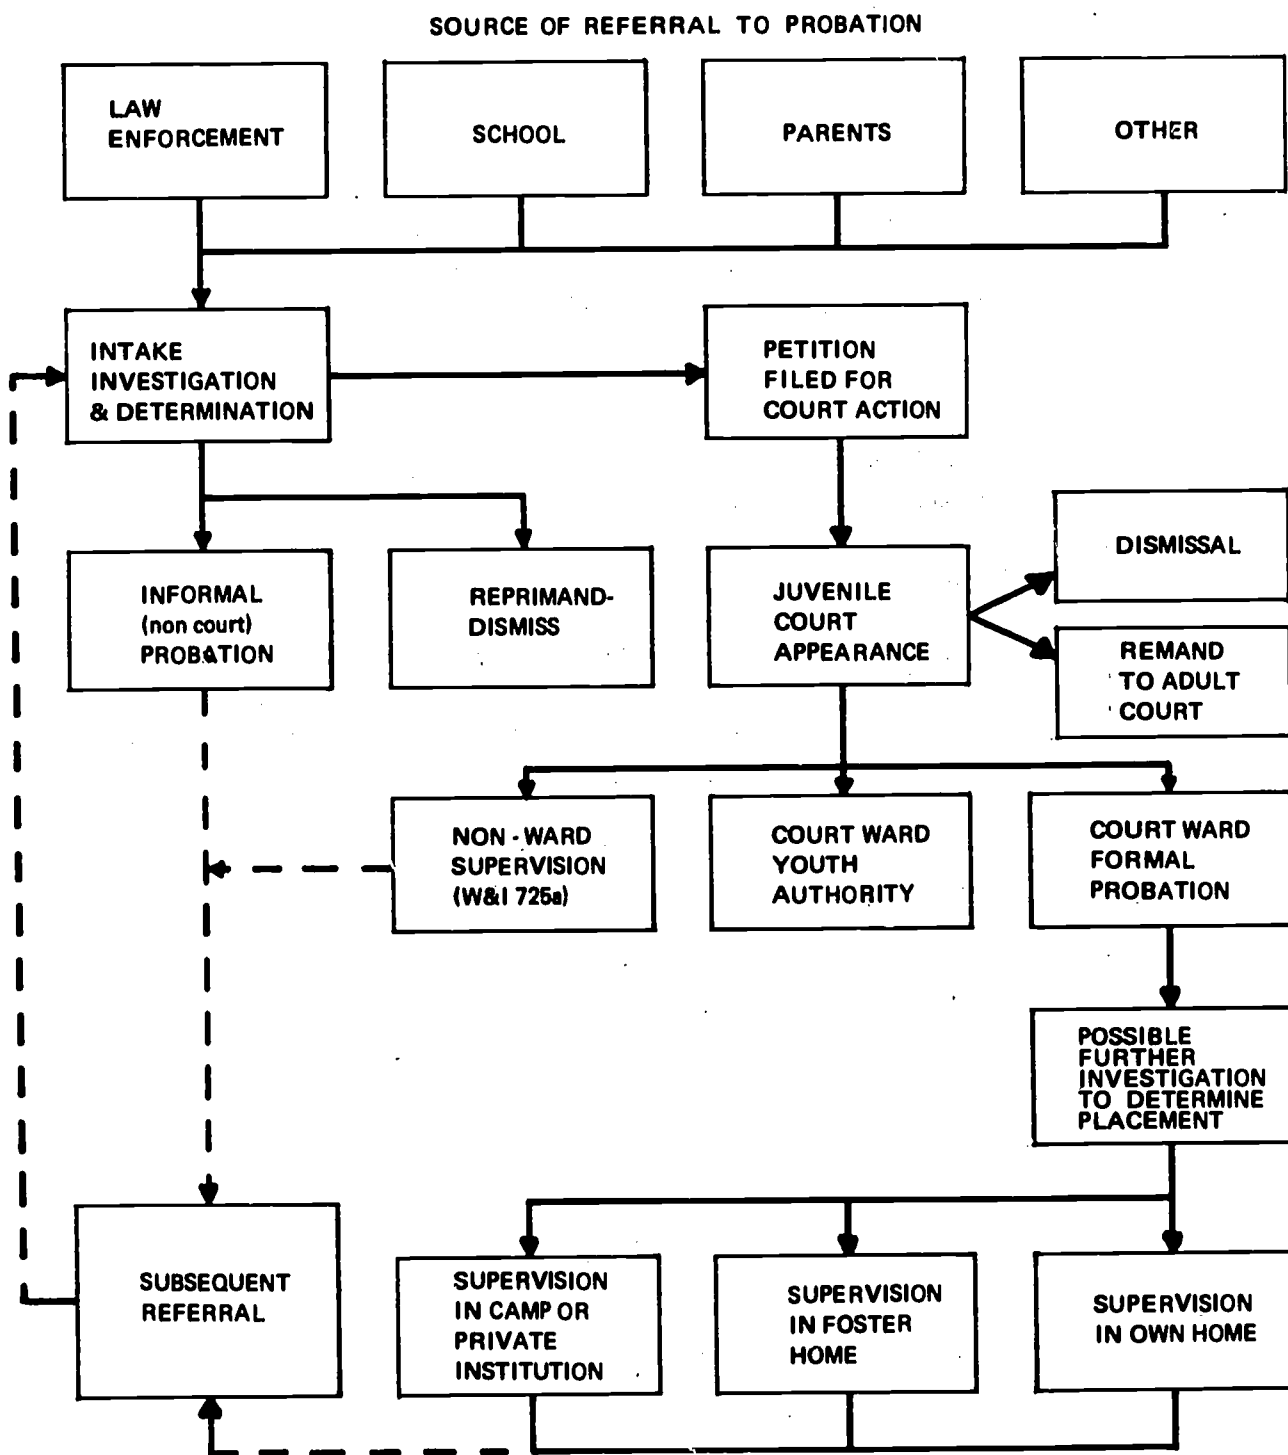 SOURCE OF REFERRAL TO PROBATION
LAW
ENFORCEMENT
SCHOOL
PARENTS
OTHER
INTAKE
INVESTIGATION
& DETERMINATION
PETITION
FILED FOR
COURT ACTION
INFORMAL
(non court)
PROBATION
REPRIMAND-
DISMISS
JUVENILE
COURT
APPEARANCE
DISMISSAL
REMAND
TO ADULT
COURT
NON - WARD
SUPERVISION
(W&I 725a)
COURT WARD
YOUTH
AUTHORITY
COURT WARD
FORMAL
PROBATION
POSSIBLE
FURTHER
INVESTIGATION
TO DETERMINE
PLACEMENT
SUBSEQUENT
REFERRAL
SUPERVISION
IN CAMP OR
PRIVATE
INSTITUTION
SUPERVISION
IN FOSTER
HOME
SUPERVISION
IN OWN HOME